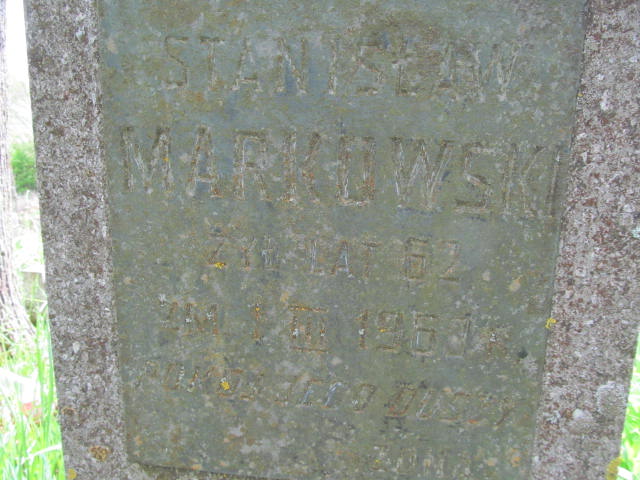 STANISŁAW
MARKOWSKI
ŻYŁ LAT 62
ZM. 1 III 1961 R.
POKÓJ JEGO DUSZY